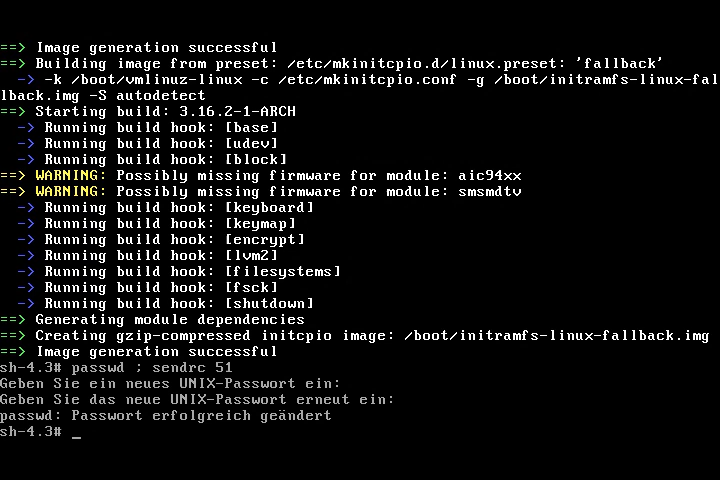 ==> Image generation successful
==> Building image from preset: /etc/mkinitcpio.d/linux.preset: 'fallback'
  -> -k /boot/vmlinuz-linux -c /etc/mkinitcpio.conf -g /boot/initramfs-linux-fal
lback.img -S autodetect
==> Starting build: 3.16.2-1-ARCH
  -> Running build hook: [base]
  -> Running build hook: [udev]
  -> Running build hook: [block]
==> WARNING: Possibly missing firmware for module: aic94xx
==> WARNING: Possibly missing firmware for module: smsmdtv
  -> Running build hook: [keyboard]
  -> Running build hook: [keymap]
  -> Running build hook: [encrypt]
  -> Running build hook: [lvm2]
  -> Running build hook: [filesystems]
  -> Running build hook: [fsck]
  -> Running build hook: [shutdown]
==> Generating module dependencies
==> Creating gzip-compressed initcpio image: /boot/initramfs-linux-fallback.img
==> Image generation successful
sh-4.3# passwd ; sendrc 51
Geben Sie ein neues UNIX-Passwort ein:
Geben Sie das neue UNIX-Passwort erneut ein:
passwd: Passwort erfolgreich geändert
sh-4.3# _